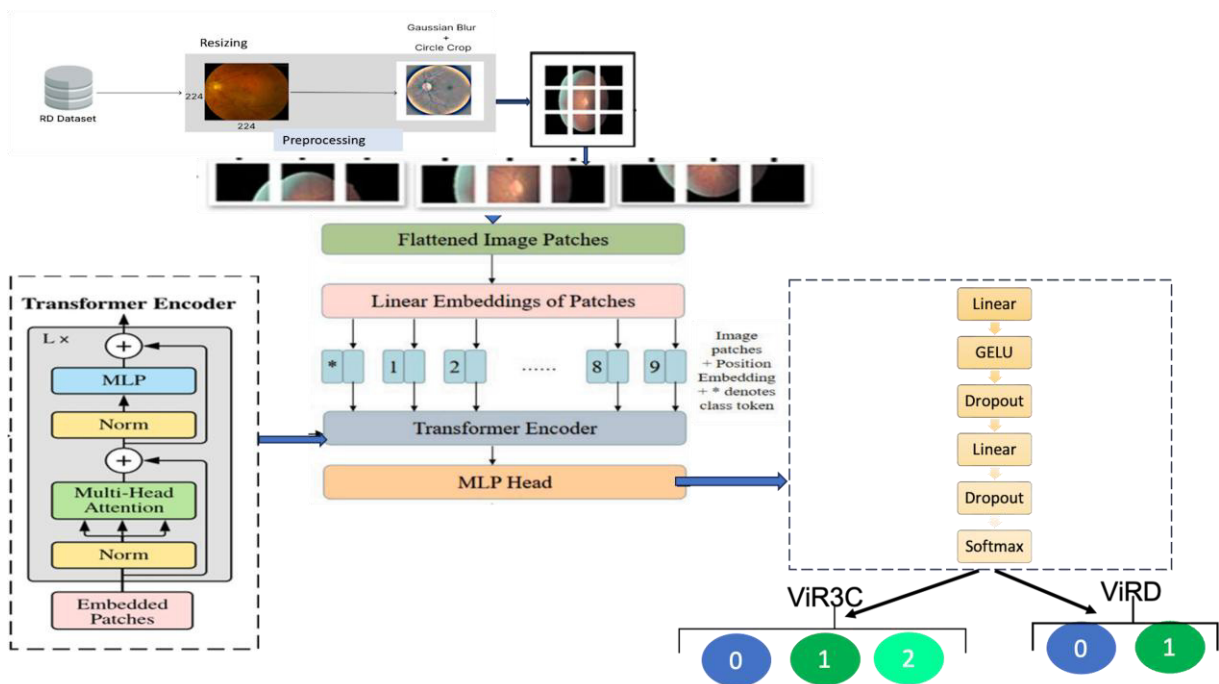 Gaussian Blur
+
Circle Crop
Resizing
224
RD Dataset
224
Preprocessing
Flattened Image Patches
Linear Embeddings of Patches
* 1 2 ...... 8 9
Image
patches
+ Position
Embedding
+ * denotes
class token
Transformer Encoder
MLP Head
Transformer Encoder
L ×
+
MLP
Norm
+
Multi-Head
Attention
Norm
Embedded
Patches
Linear
GELU
Dropout
Linear
Dropout
Softmax
ViR3C
0 1 2
ViRD
0 1